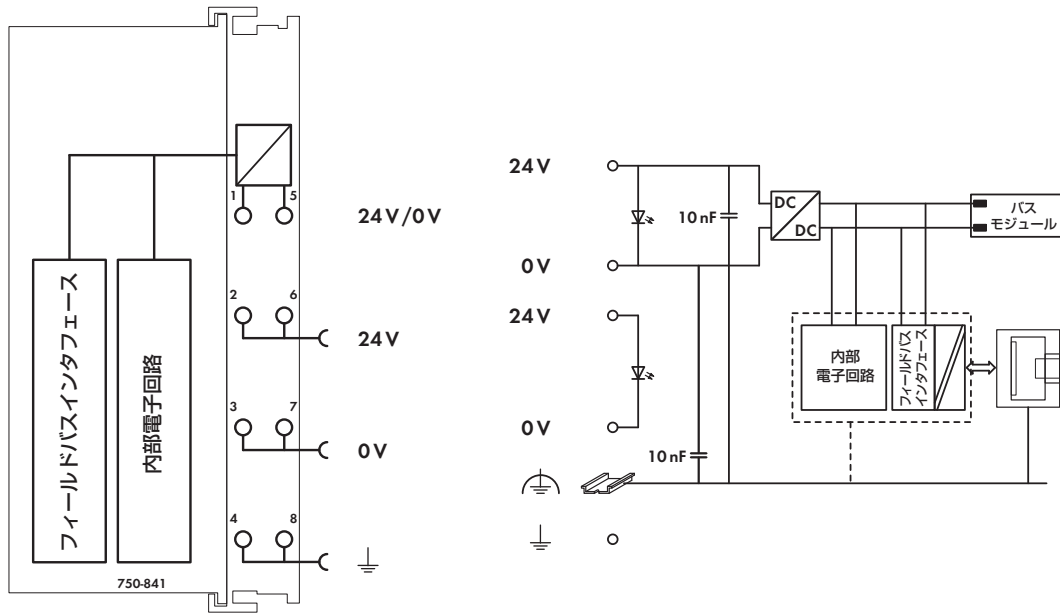 フィールドバスインタフェース
内部電子回路
750-841
1
5
24V/0V
2
6
24V
3
7
0V
4
8
24V
0V
24V
0V
10nF
10nF
DC
DC
バス
モジュール
内部
電子回路
フィールドバス
インタフェース